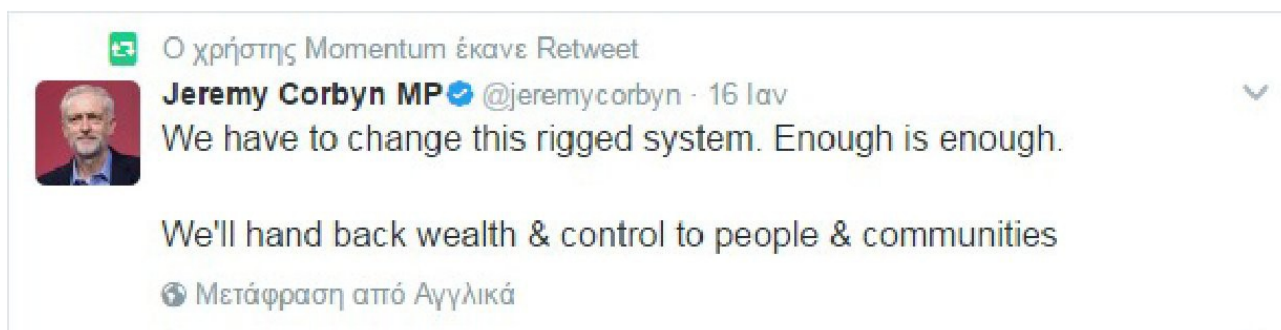 Ο χρήστης Momentum έκανε Retweet
Jeremy Corbyn MP @jeremycorbyn · 16 Ιαν
We have to change this rigged system. Enough is enough.
We'll hand back wealth & control to people & communities
Μετάφραση από Αγγλικά